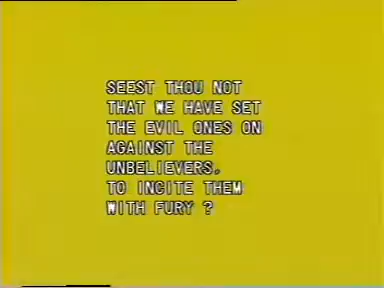 SEEST THOU NOT
THAT WE HAVE SET
THE EVIL ONES ON
AGAINST THE
UNBELIEVERS.
TO INCITE THEM
WITH FURY ?